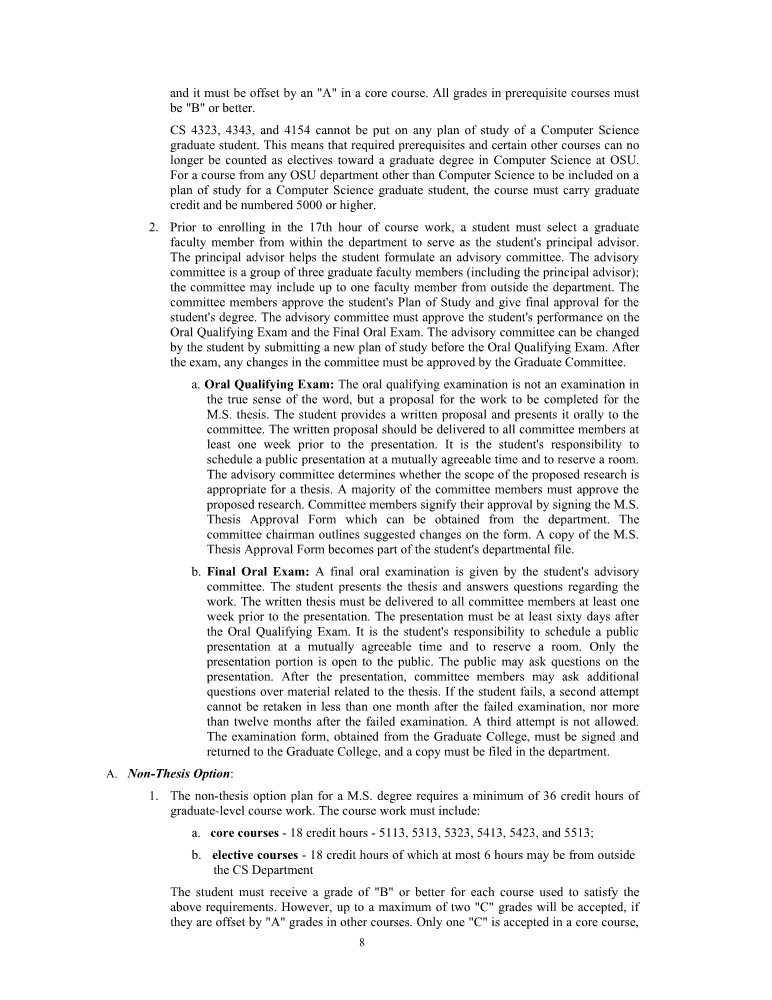 and it must be offset by an "A" in a core course. All grades in prerequisite courses must
be "B" or better.
CS 4323, 4343, and 4154 cannot be put on any plan of study of a Computer Science
graduate student. This means that required prerequisites and certain other courses can no
longer be counted as electives toward a graduate degree in Computer Science at OSU.
For a course from any OSU department other than Computer Science to be included on a
plan of study for a Computer Science graduate student, the course must carry graduate
credit and be numbered 5000 or higher.
2. Prior to enrolling in the 17th hour of course work, a student must select a graduate
faculty member from within the department to serve as the student's principal advisor.
The principal advisor helps the student formulate an advisory committee. The advisory
committee is a group of three graduate faculty members (including the principal advisor);
the committee may include up to one faculty member from outside the department. The
committee members approve the student's Plan of Study and give final approval for the
student's degree. The advisory committee must approve the student's performance on the
Oral Qualifying Exam and the Final Oral Exam. The advisory committee can be changed
by the student by submitting a new plan of study before the Oral Qualifying Exam. After
the exam, any changes in the committee must be approved by the Graduate Committee.
a. Oral Qualifying Exam: The oral qualifying examination is not an examination in
the true sense of the word, but a proposal for the work to be completed for the
M.S. thesis. The student provides a written proposal and presents it orally to the
committee. The written proposal should be delivered to all committee members at
least one week prior to the presentation. It is the student's responsibility to
schedule a public presentation at a mutually agreeable time and to reserve a room.
The advisory committee determines whether the scope of the proposed research is
appropriate for a thesis. A majority of the committee members must approve the
proposed research. Committee members signify their approval by signing the M.S.
Thesis Approval Form which can be obtained from the department. The
committee chairman outlines suggested changes on the form. A copy of the M.S.
Thesis Approval Form becomes part of the student's departmental file.
b. Final Oral Exam: A final oral examination is given by the student's advisory
committee. The student presents the thesis and answers questions regarding the
work. The written thesis must be delivered to all committee members at least one
week prior to the presentation. The presentation must be at least sixty days after
the Oral Qualifying Exam. It is the student's responsibility to schedule a public
presentation at a mutually agreeable time and to reserve a room. Only the
presentation portion is open to the public. The public may ask questions on the
presentation. After the presentation, committee members may ask additional
questions over material related to the thesis. If the student fails, a second attempt
cannot be retaken in less than one month after the failed examination, nor more
than twelve months after the failed examination. A third attempt is not allowed.
The examination form, obtained from the Graduate College, must be signed and
returned to the Graduate College, and a copy must be filed in the department.
A. Non-Thesis Option:
1. The non-thesis option plan for a M.S. degree requires a minimum of 36 credit hours of
graduate-level course work. The course work must include:
a. core courses - 18 credit hours - 5113, 5313, 5323, 5413, 5423, and 5513;
b. elective courses - 18 credit hours of which at most 6 hours may be from outside
the CS Department
The student must receive a grade of "B" or better for each course used to satisfy the
above requirements. However, up to a maximum of two "C" grades will be accepted, if
they are offset by "A" grades in other courses. Only one "C" is accepted in a core course,
8